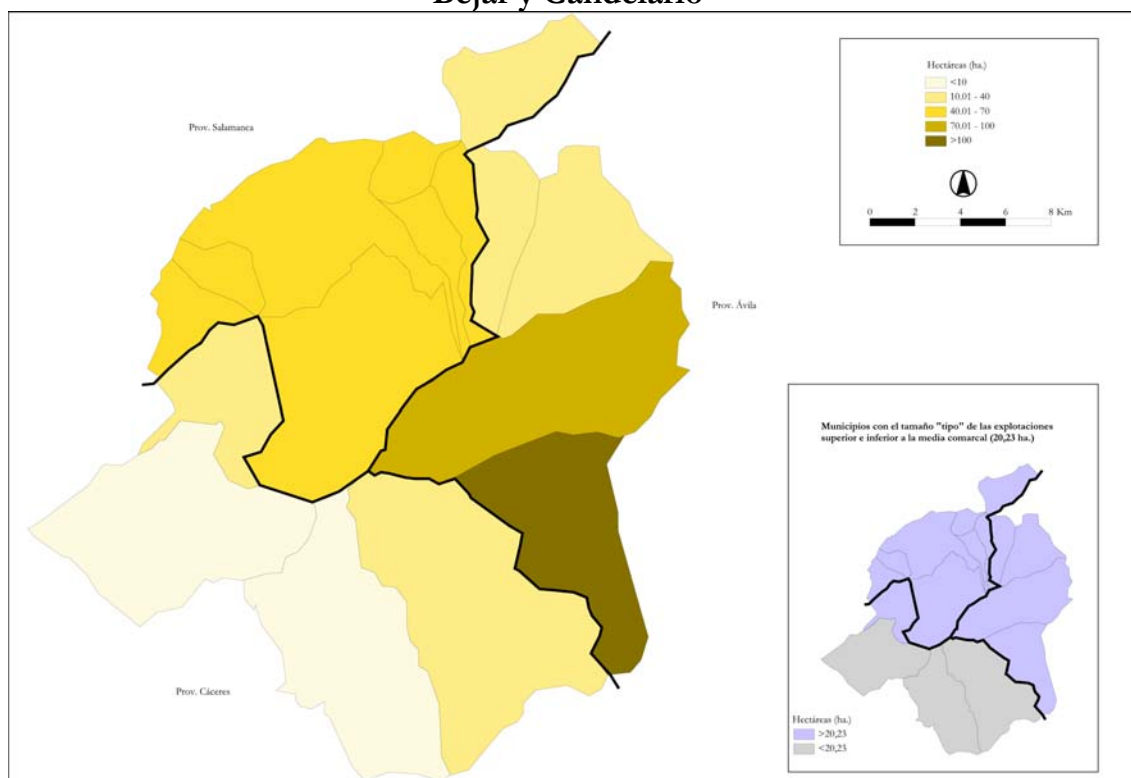 Béjar y Candelario
Hectáreas (ha.)
<10
10.01 - 40
40.01 - 70
70.01 - 100
>100
0 2 4 6 8 Km
Prov. Salamanca
Prov. Ávila
Prov. Cáceres
Municipios con el tamaño "tipo" de las explotaciones
superior e inferior a la media comarcal (20,23 ha.)
Hectáreas (ha.)
>20,23
<20,23